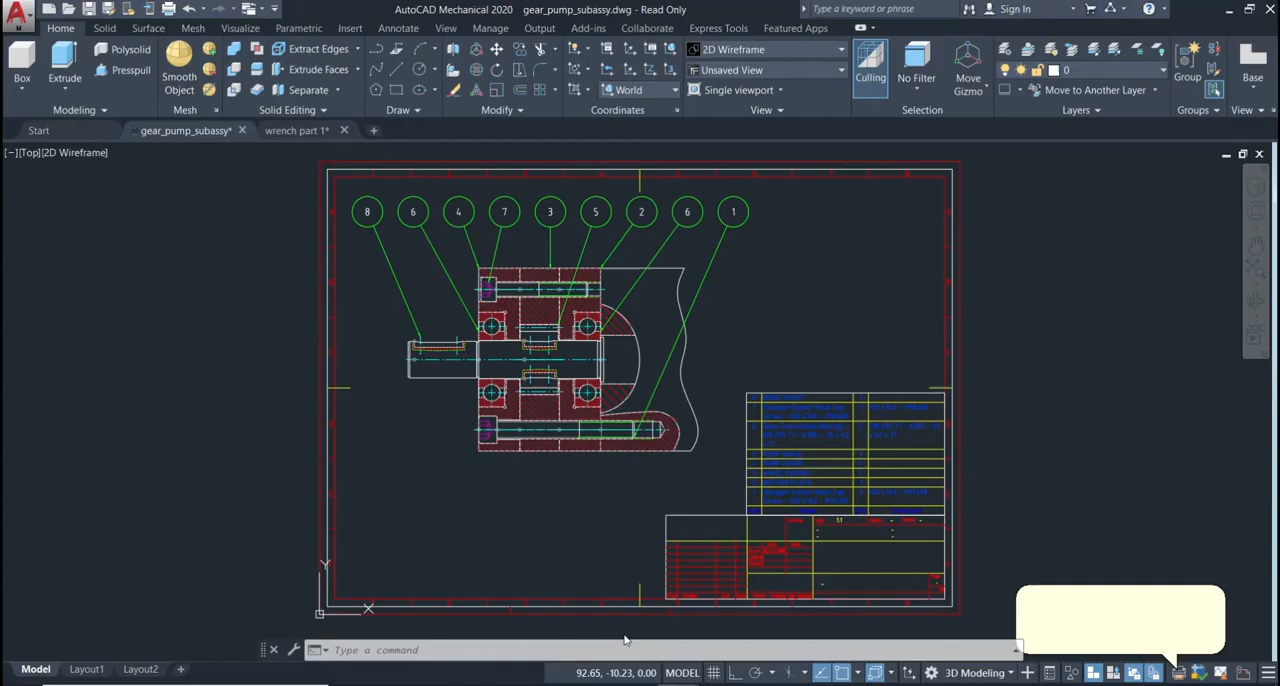 AutoCAD Mechanical 2020 gear_pump_subassy.dwg - Read Only
Type a keyword or phrase
Sign In
Home Solid Surface Mesh Visualize Parametric Insert Annotate View Manage Output Add-ins Collaborate Express Tools Featured Apps
Polysolid Extract Edges 2D Wireframe
Presspull Extract Faces Unsaved View 0
Box Extrude Smooth Object Separate World Single viewport Culling No Filter Move Gizmo Move to Another Layer Group Base
Modeling Mesh Solid Editing Draw Modify Coordinates View Selection Layers Groups View
Start gear_pump_subassy* wrench part 1*
[−][Top][2D Wireframe]
8 6 4 7 3 5 2 6 1
1:1
Y
X
Type a command
Model Layout1 Layout2 92.65, -10.23, 0.00 MODEL 3D Modeling